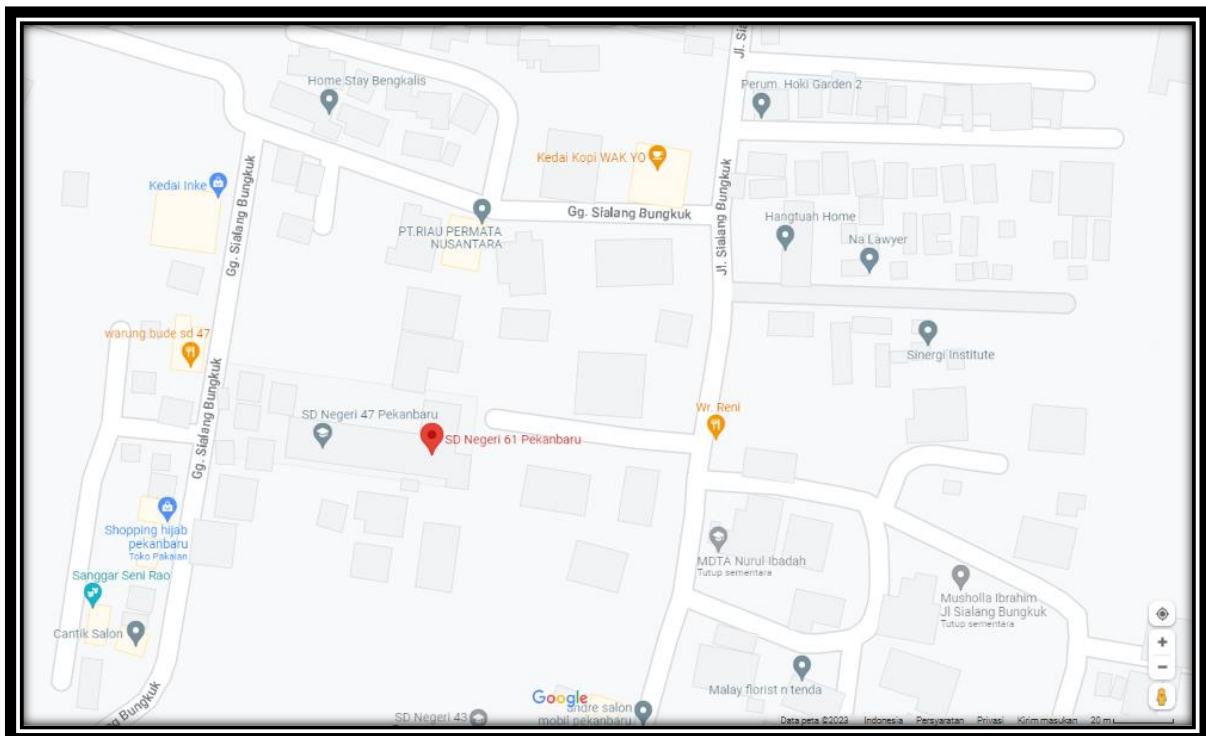 Jl. Si
Home Stay Bengkalis
Perum. Hoki Garden 2
Kedai Kopi WAK YO
Kedai Inke
Gg. Sialang Bungkuk
Gg. Sialang Bungkuk
Jl. Sialang Bungkuk
PT.RIAU PERMATA
NUSANTARA
Hangtuah Home
Na Lawyer
warung bude sd 47
Sinergi Institute
Gg. Sialang Bungkuk
Wr. Reni
SD Negeri 47 Pekanbaru
SD Negeri 61 Pekanbaru
Shopping hijab
pekanbaru
Toko Pakaian
MDTA Nurul Ibadah
Tutup sementara
Sanggar Seni Rao
Musholla Ibrahim
Jl Sialang Bungkuk
Tutup sementara
Cantik Salon
Malay florist n tenda
Bungkuk
Google
andre salon
mobil pekanbaru
SD Negeri 43
Data peta ©2023 Indonesia Persyaratan Privasi Kirim masukan 20 m